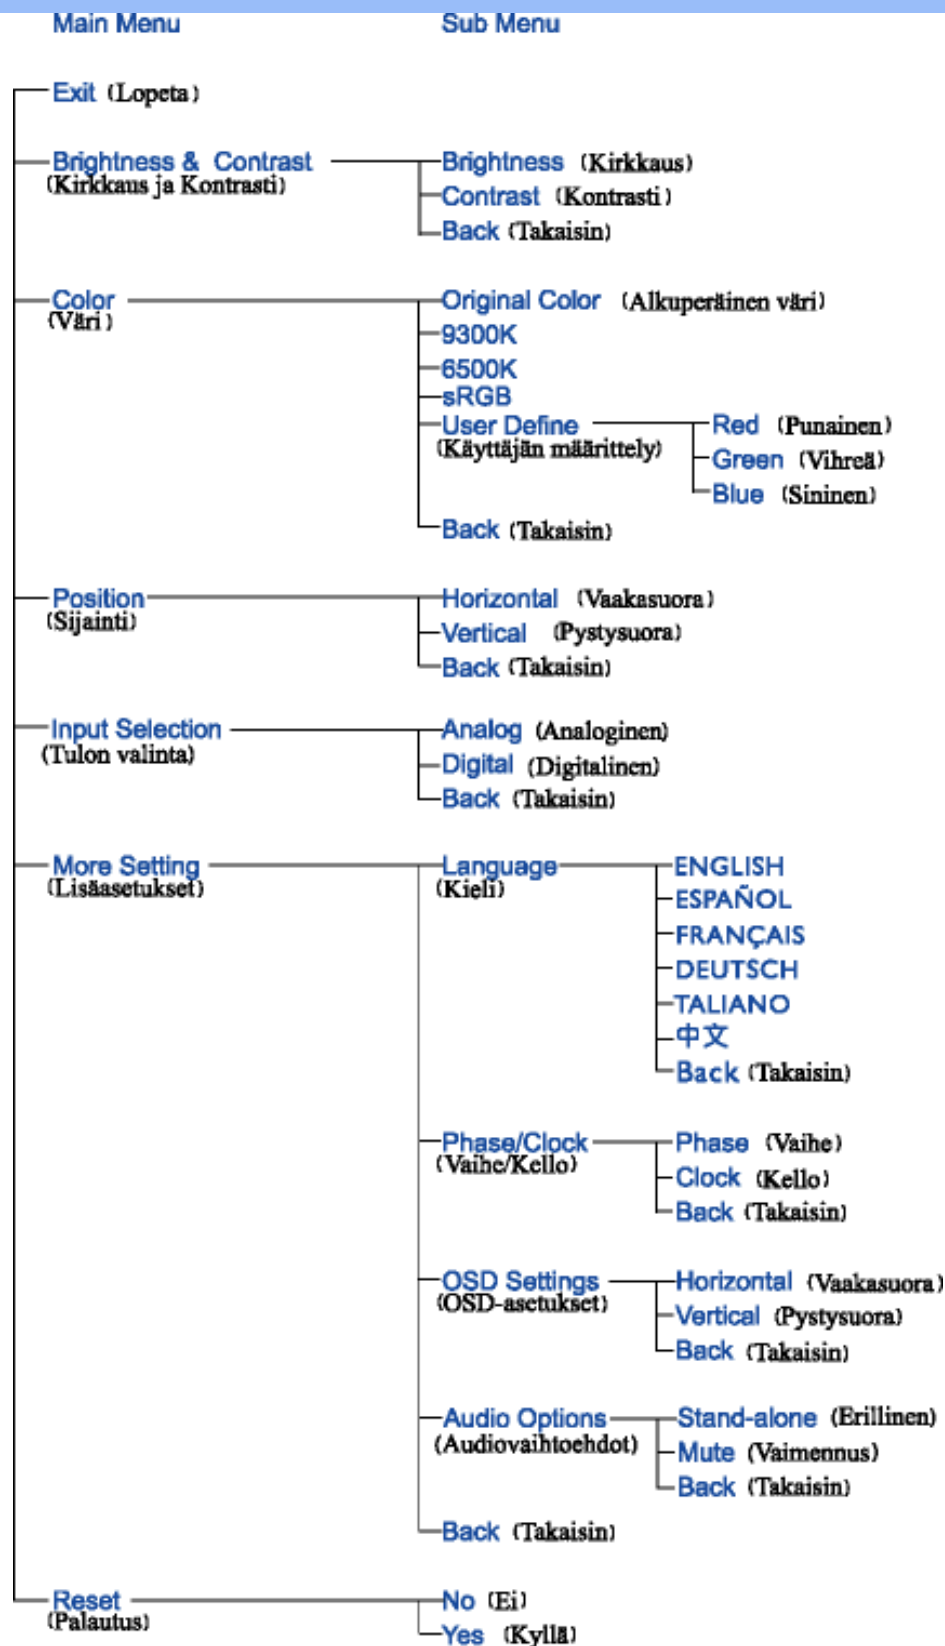 Main Menu Sub Menu
Exit (Lopeta)
Brightness & Contrast Brightness (Kirkkaus)
(Kirkkaus ja Kontrasti) Contrast (Kontrasti)
Back (Takaisin)
Color Original Color (Alkuperäinen väri)
(Väri)
9300K
6500K
sRGB
User Define Red (Punainen)
(Käyttäjän määrittely) Green (Vihreä)
Blue (Sininen)
Back (Takaisin)
Position Horizontal (Vaakasuora)
(Sijainti) Vertical (Pystysuora)
Back (Takaisin)
Input Selection Analog (Analoginen)
(Tulon valinta) Digital (Digitalinen)
Back (Takaisin)
More Setting Language ENGLISH
(Lisäasetukset) (Kieli)
ESPAÑOL
FRANÇAIS
DEUTSCH
TALIANO
中文
Back (Takaisin)
Phase/Clock Phase (Vaihe)
(Vaihe/Kello) Clock (Kello)
Back (Takaisin)
OSD Settings Horizontal (Vaakasuora)
(OSD-asetukset) Vertical (Pystysuora)
Back (Takaisin)
Audio Options Stand-alone (Erillinen)
(Audiovaihtoehdot) Mute (Vaimennus)
Back (Takaisin)
Back (Takaisin)
Reset No (Ei)
(Palautus) Yes (Kyllä)